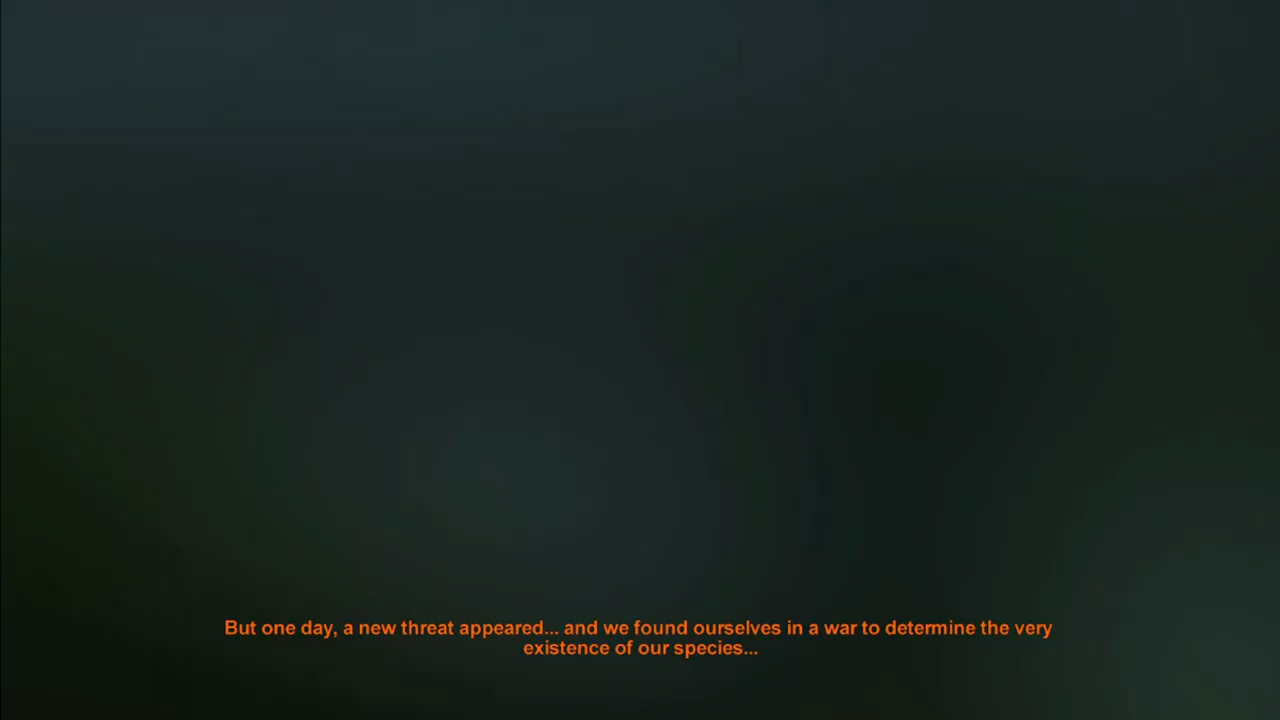 But one day, a new threat appeared... and we found ourselves in a war to determine the very
existence of our species...